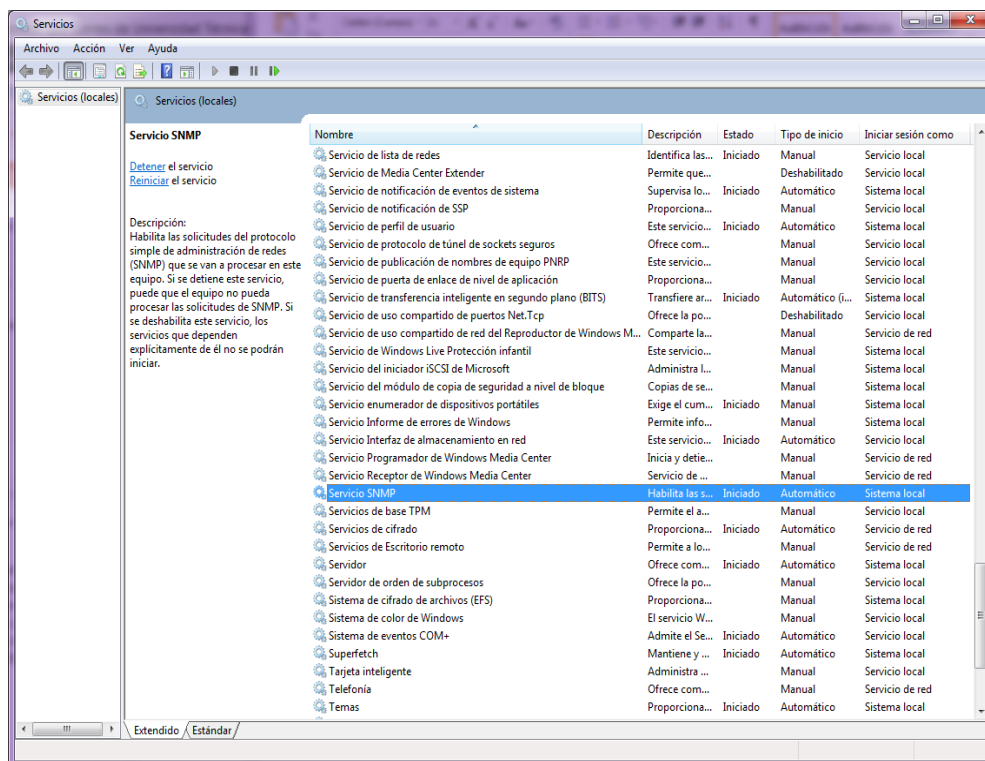 Servicios
Archivo Acción Ver Ayuda
Servicios (locales)
Servicios (locales)
Servicio SNMP
Detener el servicio
Reiniciar el servicio
Descripción:
Habilita las solicitudes del protocolo
simple de administración de redes
(SNMP) que se van a procesar en este
equipo. Si se detiene este servicio,
puede que el equipo no pueda
procesar las solicitudes de SNMP. Si
se deshabilita este servicio, los
servicios que dependen
explícitamente de él no se podrán
iniciar.
Nombre Descripción Estado Tipo de inicio Iniciar sesión como
Servicio de lista de redes Identifica las... Iniciado Manual Servicio local
Servicio de Media Center Extender Permite que... Deshabilitado Servicio local
Servicio de notificación de eventos de sistema Supervisa lo... Iniciado Automático Sistema local
Servicio de notificación de SSP Proporciona... Manual Servicio local
Servicio de perfil de usuario Este servicio... Iniciado Automático Sistema local
Servicio de protocolo de túnel de sockets seguros Ofrece com... Manual Servicio local
Servicio de publicación de nombres de equipo PNRP Este servicio... Manual Servicio local
Servicio de puerta de enlace de nivel de aplicación Proporciona... Manual Servicio local
Servicio de transferencia inteligente en segundo plano (BITS) Transfiere ar... Iniciado Automático (i... Sistema local
Servicio de uso compartido de puertos Net.Tcp Ofrece la po... Deshabilitado Servicio local
Servicio de uso compartido de red del Reproductor de Windows M... Comparte la... Manual Servicio de red
Servicio de Windows Live Protección infantil Este servicio... Manual Sistema local
Servicio del iniciador iSCSI de Microsoft Administra l... Manual Sistema local
Servicio del módulo de copia de seguridad a nivel de bloque Copias de se... Manual Sistema local
Servicio enumerador de dispositivos portátiles Exige el cum... Iniciado Manual Sistema local
Servicio Informe de errores de Windows Permite info... Manual Sistema local
Servicio Interfaz de almacenamiento en red Este servicio... Iniciado Automático Servicio local
Servicio Programador de Windows Media Center Inicia y detie... Manual Servicio de red
Servicio Receptor de Windows Media Center Servicio de ... Manual Servicio de red
Servicio SNMP Habilita las s... Iniciado Automático Sistema local
Servicios de base TPM Permite el a... Manual Servicio local
Servicios de cifrado Proporciona... Iniciado Automático Servicio de red
Servicios de Escritorio remoto Permite a lo... Manual Servicio de red
Servidor Ofrece com... Iniciado Automático Sistema local
Servidor de orden de subprocesos Ofrece la po... Manual Servicio local
Sistema de cifrado de archivos (EFS) Proporciona... Manual Sistema local
Sistema de color de Windows El servicio W... Manual Servicio local
Sistema de eventos COM+ Admite el Se... Iniciado Automático Servicio local
Superfetch Mantiene y ... Iniciado Automático Sistema local
Tarjeta inteligente Administra ... Manual Servicio local
Telefonía Ofrece com... Manual Servicio de red
Temas Proporciona... Iniciado Automático Sistema local
Extendido Estándar